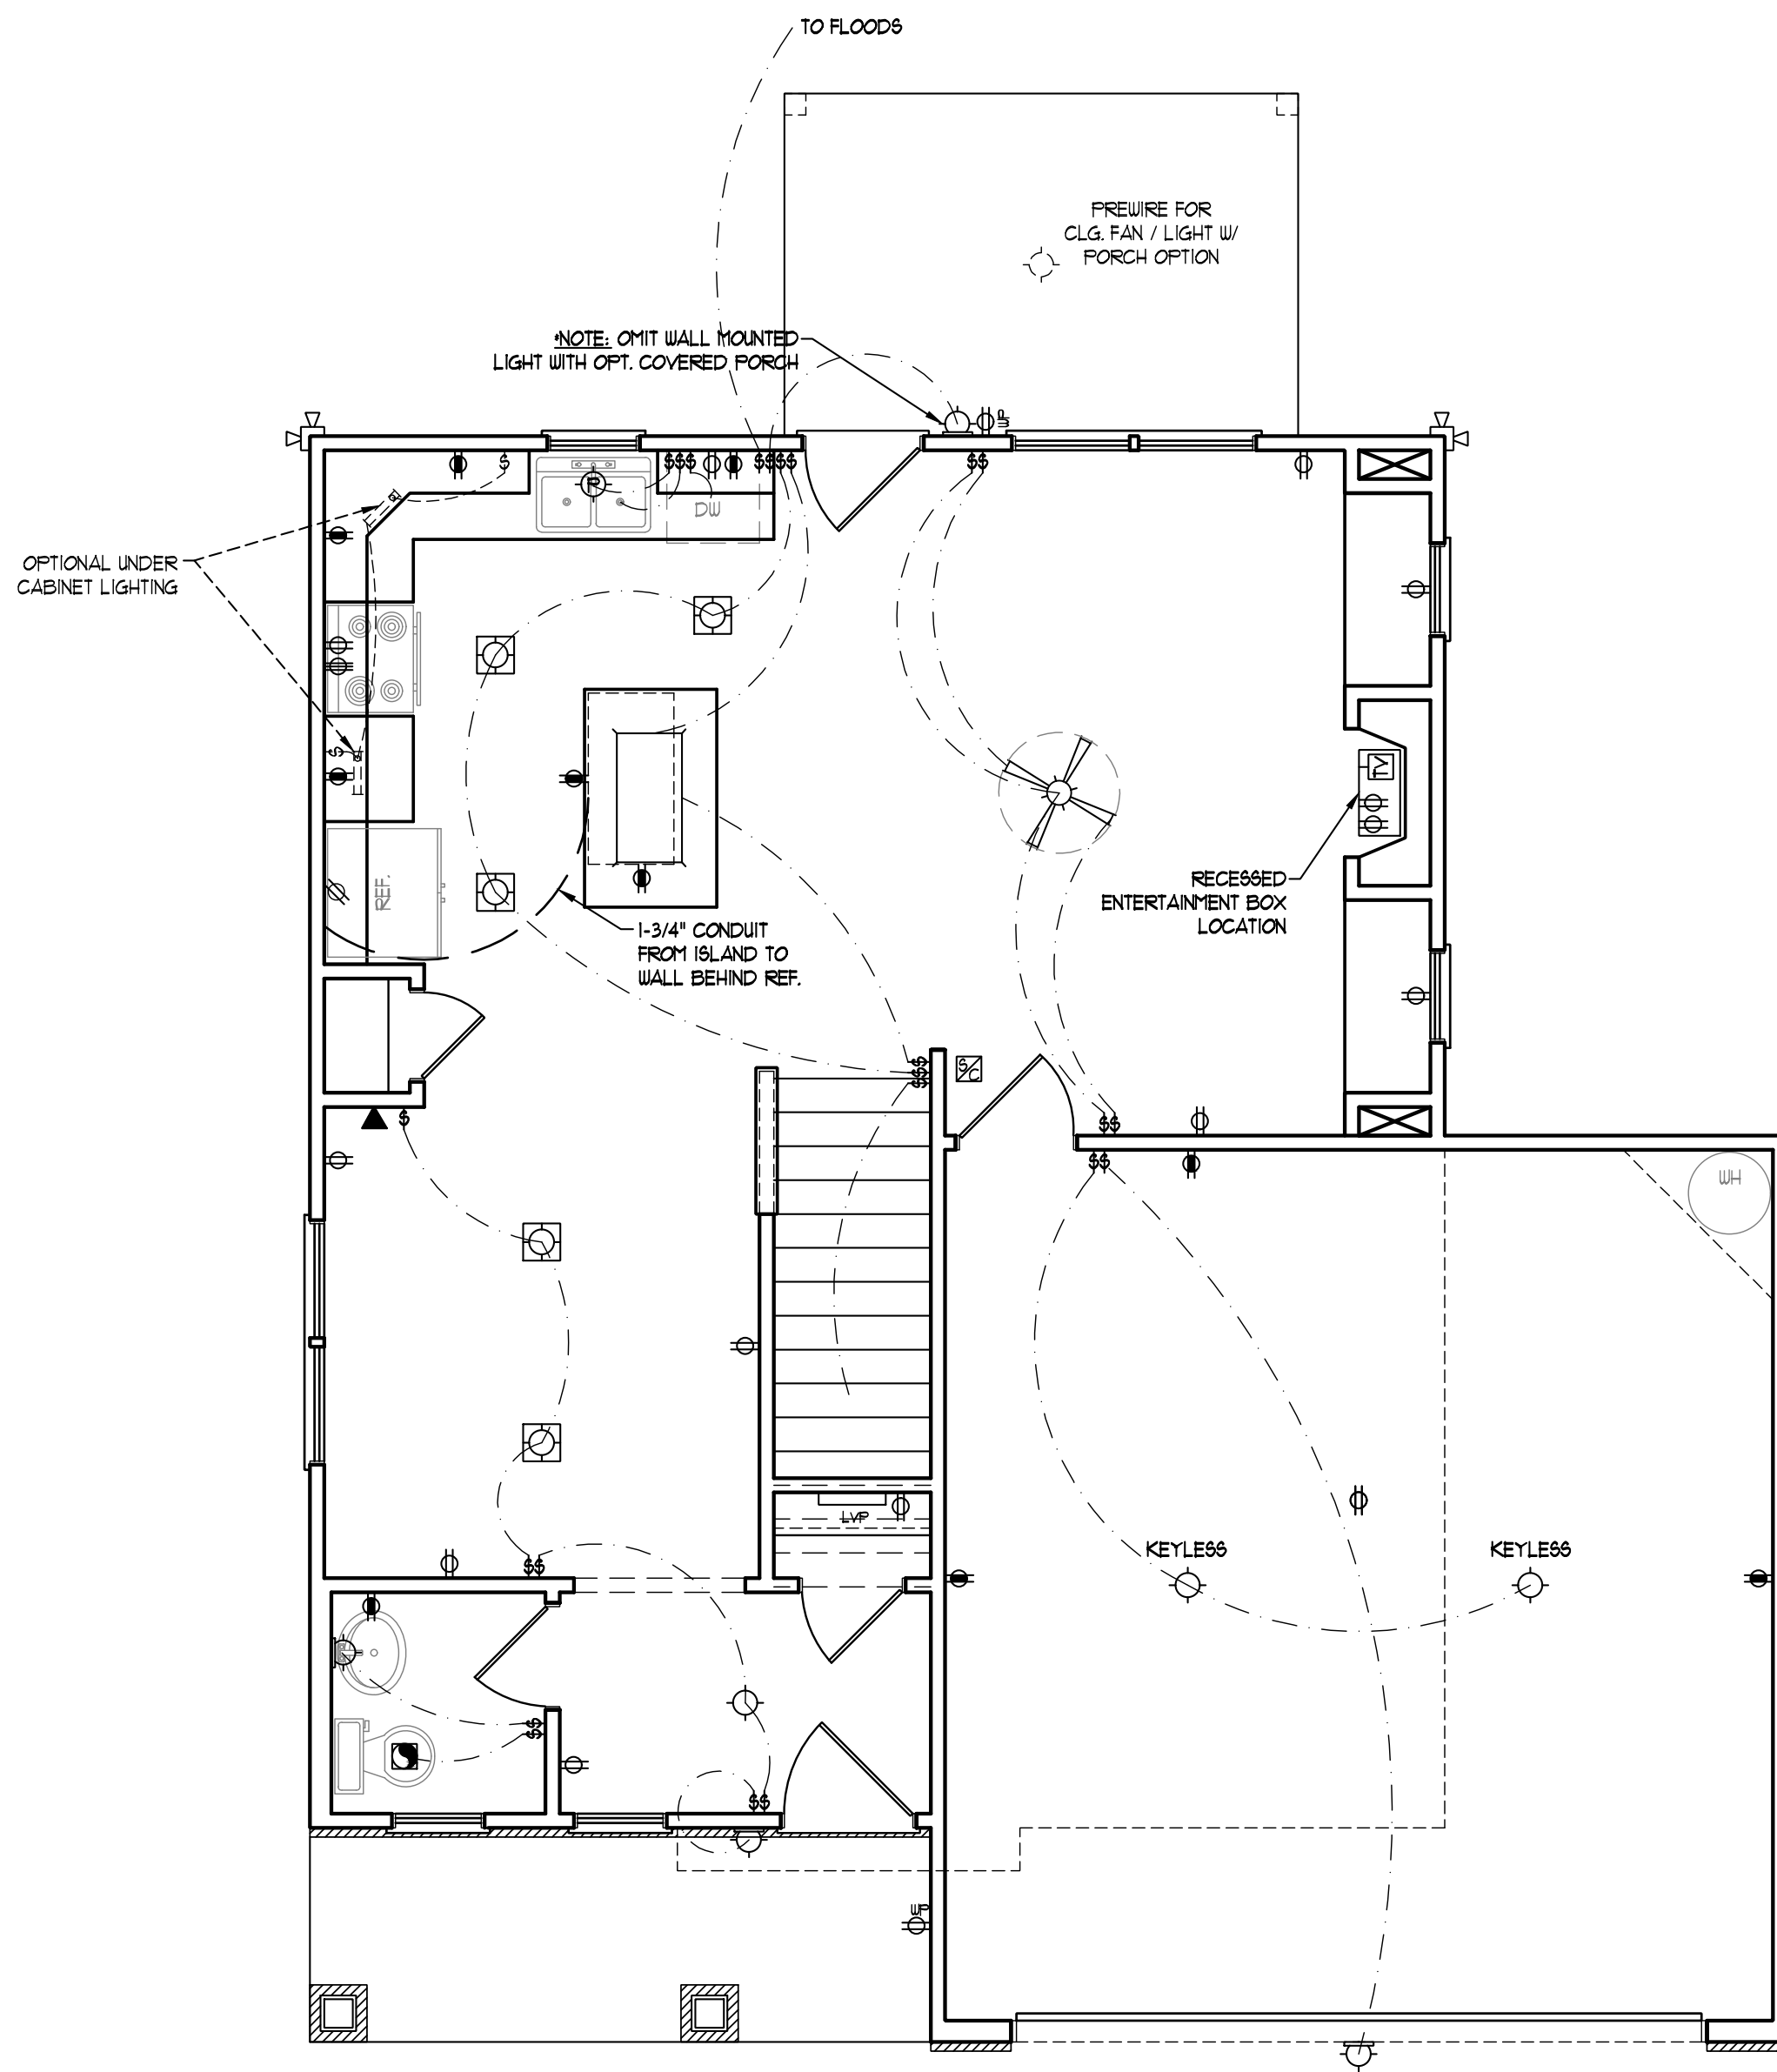 TO FLOODS
PREWIRE FOR
CLG. FAN / LIGHT W/
PORCH OPTION
*NOTE: OMIT WALL MOUNTED
LIGHT WITH OPT. COVERED PORCH
WP
$
$$$
$$$$
$$
P
DW
OPTIONAL UNDER
CABINET LIGHTING
$
TV
REF.
RECESSED
ENTERTAINMENT BOX
LOCATION
1-3/4" CONDUIT
FROM ISLAND TO
WALL BEHIND REF.
$$$
S/C
$
$$
$$
WH
LVP
KEYLESS
KEYLESS
$$
$$
$$
WP